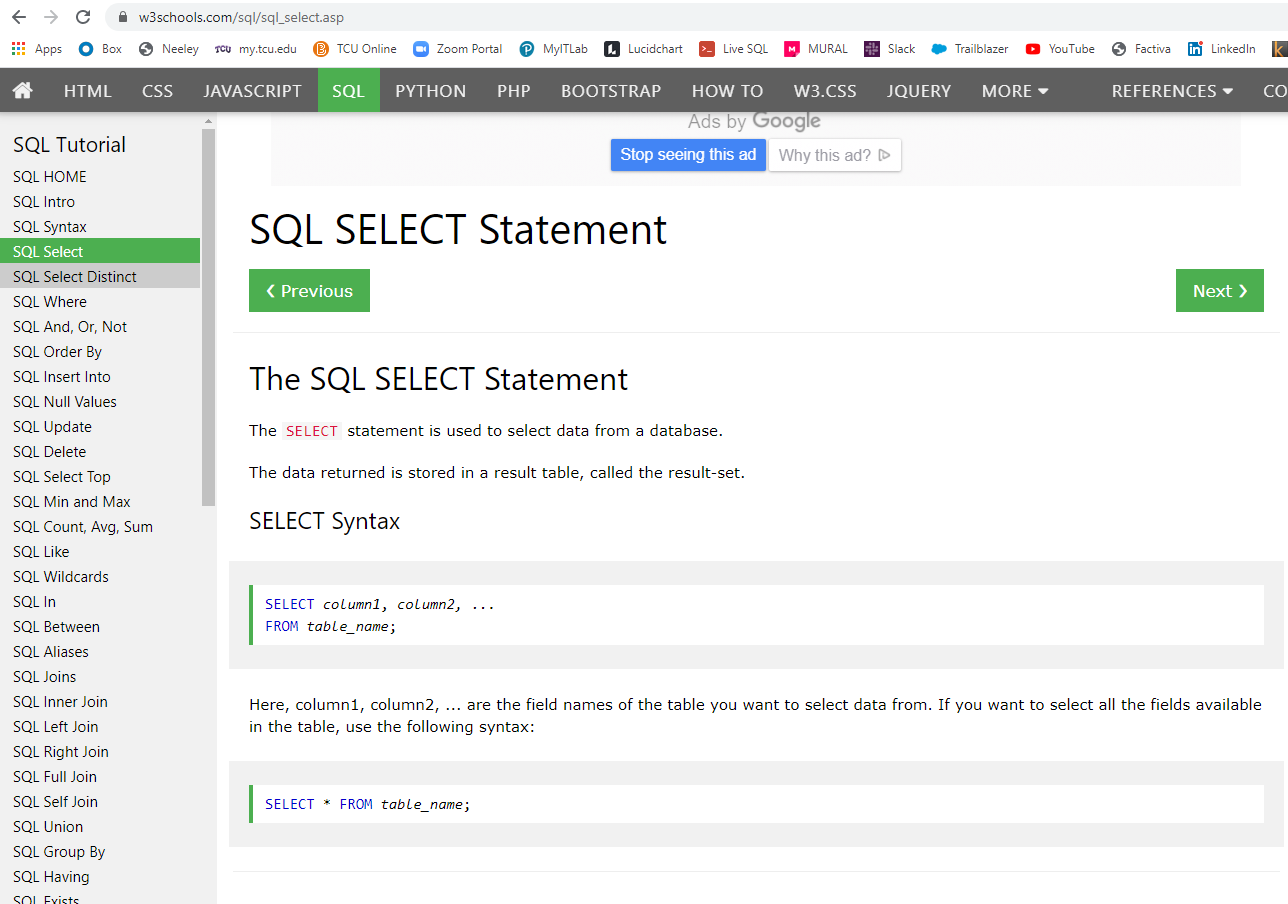 w3schools.com/sql/sql_select.asp
Apps Box Neeley TCU my.tcu.edu TCU Online Zoom Portal MyITLab Lucidchart Live SQL MURAL Slack Trailblazer YouTube Factiva LinkedIn
HTML CSS JAVASCRIPT SQL PYTHON PHP BOOTSTRAP HOW TO W3.CSS JQUERY MORE REFERENCES CO
SQL Tutorial
SQL HOME
SQL Intro
SQL Syntax
SQL Select
SQL Select Distinct
SQL Where
SQL And, Or, Not
SQL Order By
SQL Insert Into
SQL Null Values
SQL Update
SQL Delete
SQL Select Top
SQL Min and Max
SQL Count, Avg, Sum
SQL Like
SQL Wildcards
SQL In
SQL Between
SQL Aliases
SQL Joins
SQL Inner Join
SQL Left Join
SQL Right Join
SQL Full Join
SQL Self Join
SQL Union
SQL Group By
SQL Having
SQL Exists
Ads by Google
Stop seeing this ad Why this ad?
SQL SELECT Statement
❮ Previous Next ❯
The SQL SELECT Statement
The SELECT statement is used to select data from a database.
The data returned is stored in a result table, called the result-set.
SELECT Syntax
SELECT column1, column2, ...
FROM table_name;
Here, column1, column2, ... are the field names of the table you want to select data from. If you want to select all the fields available
in the table, use the following syntax:
SELECT * FROM table_name;